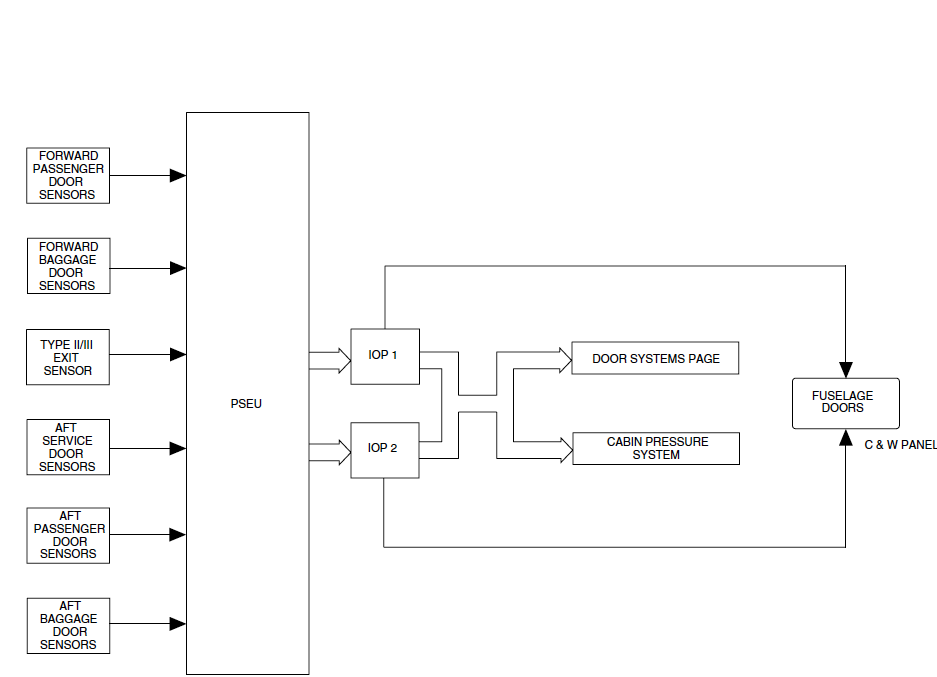 FORWARD
PASSENGER
DOOR
SENSORS
FORWARD
BAGGAGE
DOOR
SENSORS
TYPE II/III
EXIT
SENSOR
AFT
SERVICE
DOOR
SENSORS
AFT
PASSENGER
DOOR
SENSORS
AFT
BAGGAGE
DOOR
SENSORS
PSEU
IOP 1
IOP 2
DOOR SYSTEMS PAGE
CABIN PRESSURE
SYSTEM
FUSELAGE
DOORS
C & W PANEL